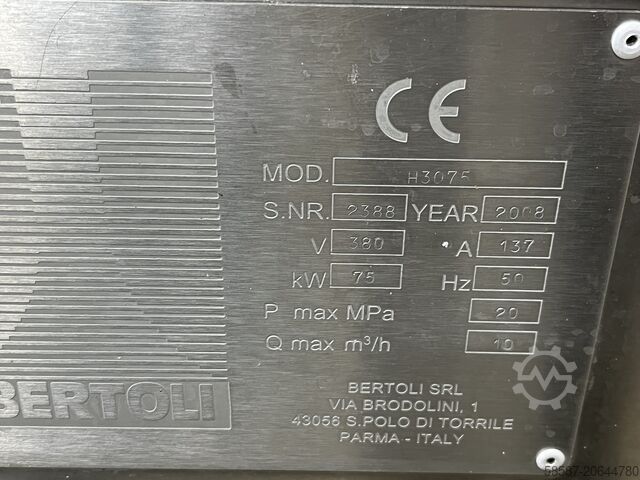 CE
MOD. H3075
S.NR. 2388 YEAR 2008
V 380 A 137
kW 75 Hz 50
P max MPa 20
Q max m³/h 10
BERTOLI
BERTOLI SRL
VIA BRODOLINI, 1
43056 S.POLO DI TORRILE
PARMA - ITALY
58587-20644780